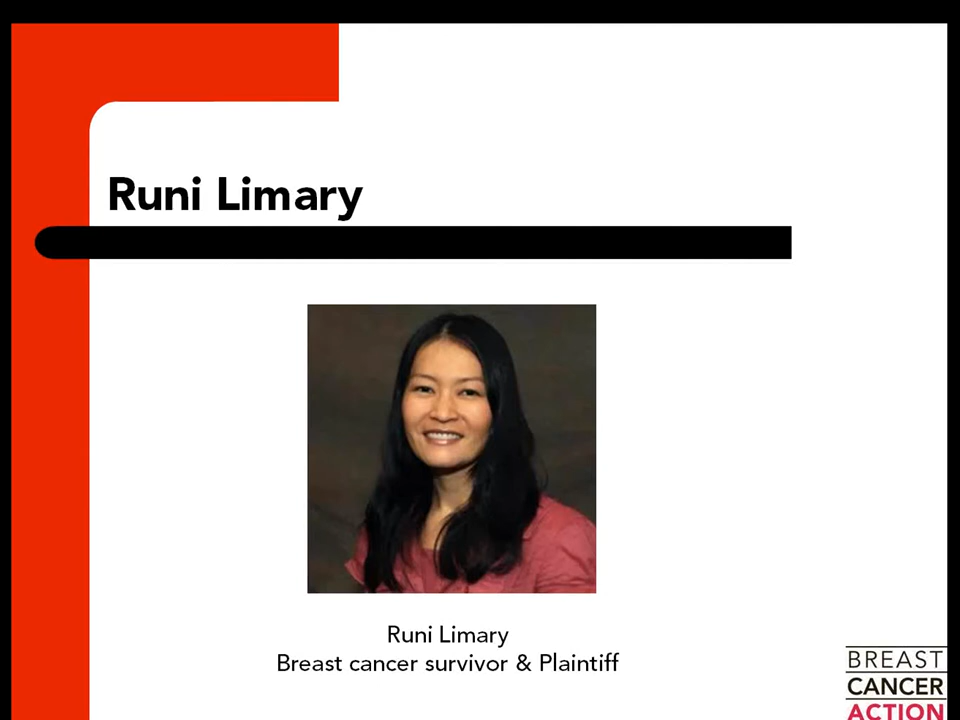 Runi Limary
Runi Limary
Breast cancer survivor & Plaintiff
BREAST
CANCER
ACTION